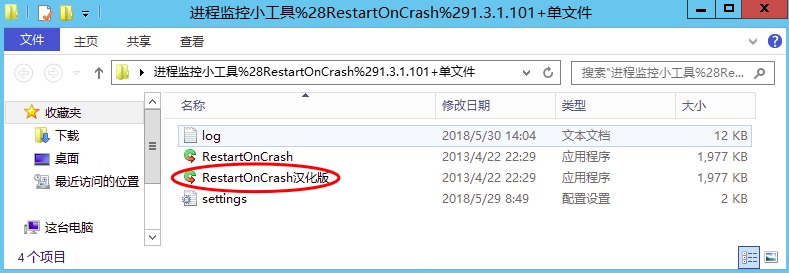 进程监控小工具%28RestartOnCrash%291.3.1.101+单文件
文件 主页 共享 查看
进程监控小工具%28RestartOnCrash%291.3.1.101+单文件 搜索"进程监控小工具%28Re...
收藏夹 名称 修改日期 类型 大小
下载 log 2018/5/30 14:04 文本文档 12 KB
桌面 RestartOnCrash 2013/4/22 22:29 应用程序 1,977 KB
最近访问的位置 RestartOnCrash汉化版 2013/4/22 22:29 应用程序 1,977 KB
settings 2018/5/29 8:49 配置设置 2 KB
这台电脑
4 个项目